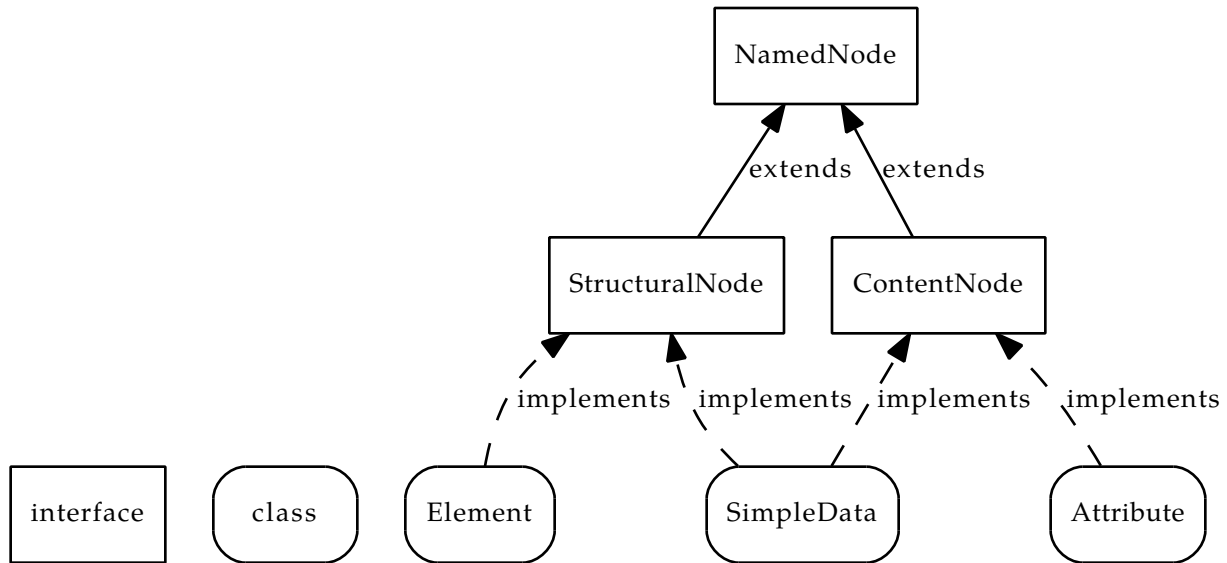 NamedNode
extends extends
StructuralNode ContentNode
implements implements implements implements
interface class Element SimpleData Attribute